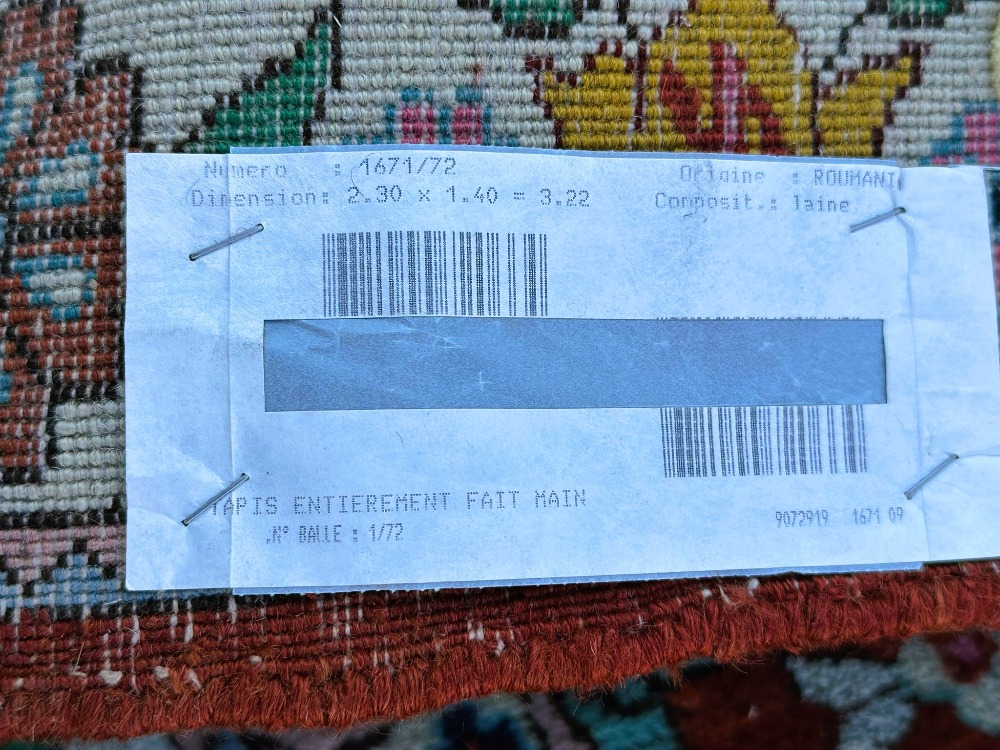 Numero : 1671/72
Origine : ROUMANI
Dimension: 2.30 x 1.40 = 3.22
Composit.: laine
TAPIS ENTIEREMENT FAIT MAIN
.N° BALLE : 1/72
9072919 1671 09